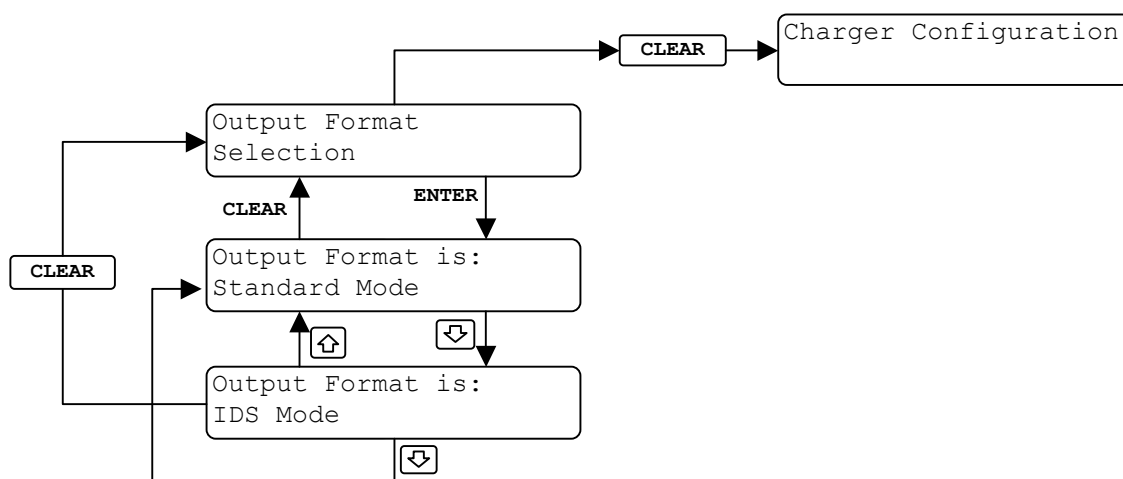 Charger Configuration
CLEAR
Output Format
Selection
CLEAR
ENTER
Output Format is:
Standard Mode
CLEAR
Output Format is:
IDS Mode